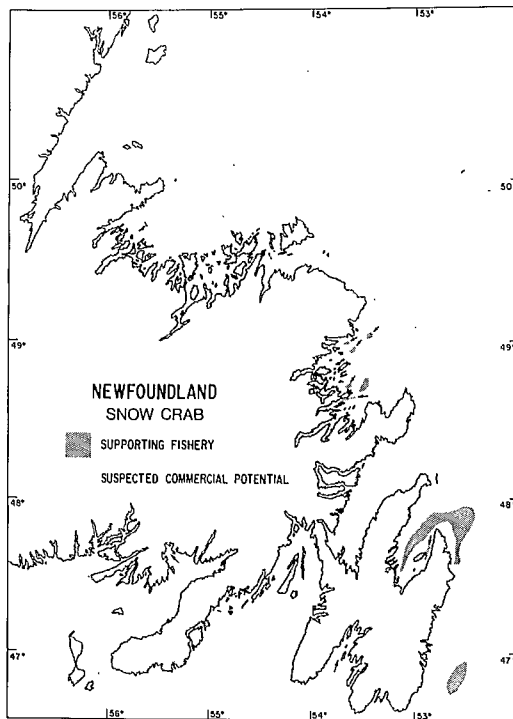 56° 55° 54° 53°
50° 50°
49° 49°
NEWFOUNDLAND
SNOW CRAB
SUPPORTING FISHERY
SUSPECTED COMMERCIAL POTENTIAL
48° 48°
47° 47°
56° 55° 54° 53°